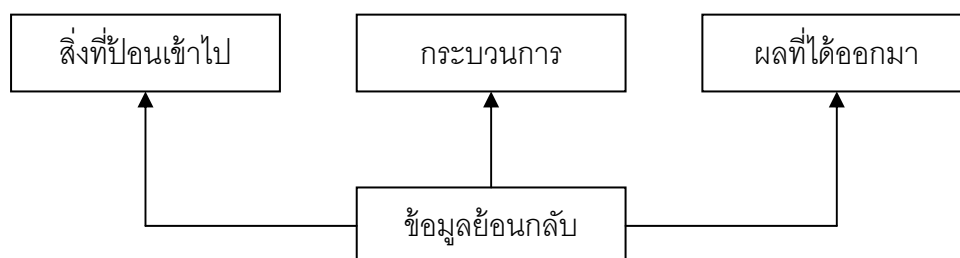 สิ่งที่ป้อนเข้าไป
กระบวนการ
ผลที่ได้ออกมา
ข้อมูลย้อนกลับ